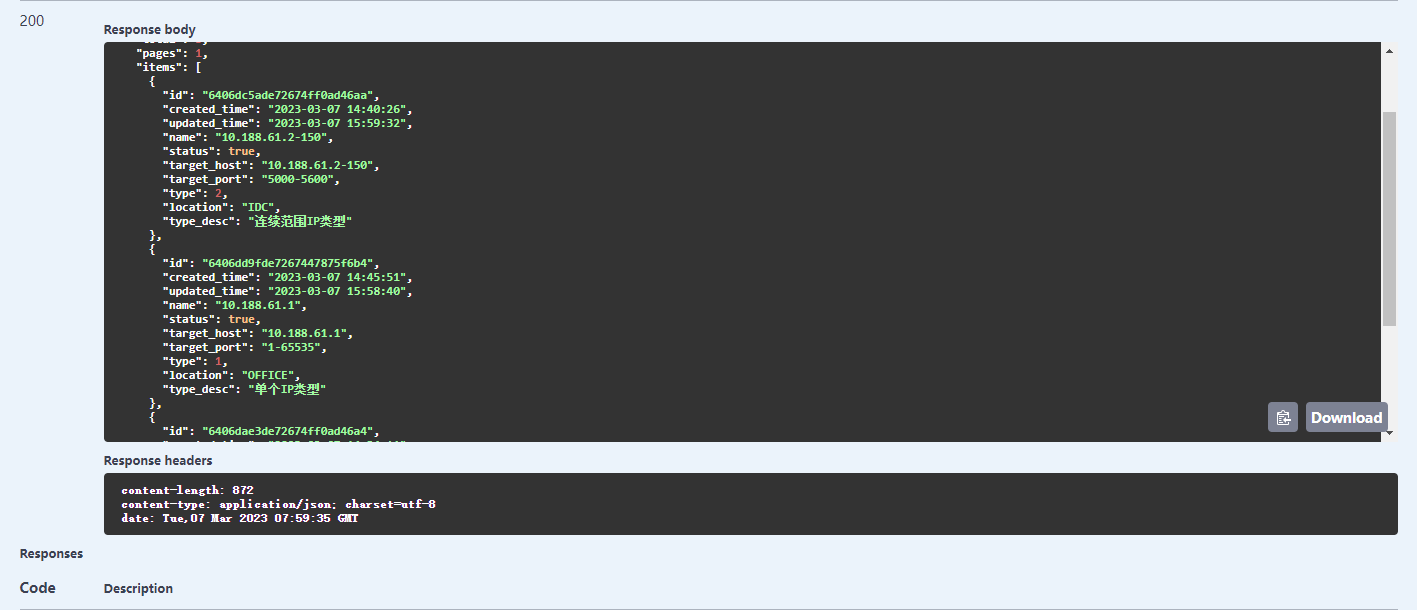 200
Response body
"pages": 1,
"items": [
{
"id": "6406dc5ade72674ff0ad46aa",
"created_time": "2023-03-07 14:40:26",
"updated_time": "2023-03-07 15:59:32",
"name": "10.188.61.2-150",
"status": true,
"target_host": "10.188.61.2-150",
"target_port": "5000-5600",
"type": 2,
"location": "IDC",
"type_desc": "连续范围IP类型"
},
{
"id": "6406dd9fde7267447875f6b4",
"created_time": "2023-03-07 14:45:51",
"updated_time": "2023-03-07 15:58:40",
"name": "10.188.61.1",
"status": true,
"target_host": "10.188.61.1",
"target_port": "1-65535",
"type": 1,
"location": "OFFICE",
"type_desc": "单个IP类型"
},
{
"id": "6406dae3de72674ff0ad46a4",
Download
Response headers
content-length: 872
content-type: application/json; charset=utf-8
date: Tue,07 Mar 2023 07:59:35 GMT
Responses
Code Description